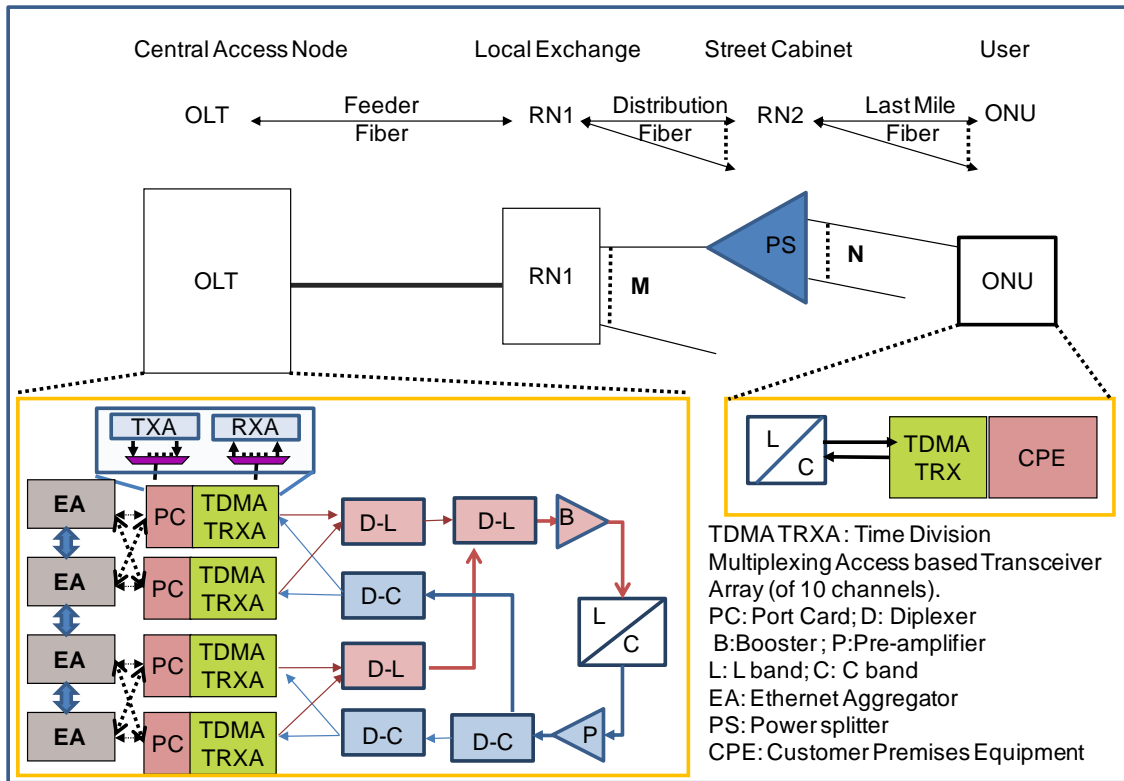 Central Access Node Local Exchange Street Cabinet User
OLT Feeder Fiber RN1 Distribution Fiber RN2 Last Mile Fiber ONU
OLT
RN1
M
PS
N
ONU
TXA RXA
EA PC TDMA TRXA D-L D-L B
EA PC TDMA TRXA D-C
L
C
EA PC TDMA TRXA D-L
EA PC TDMA TRXA D-C D-C P
L
C
TDMA
TRX
CPE
TDMA TRXA : Time Division
Multiplexing Access based Transceiver
Array (of 10 channels).
PC: Port Card; D: Diplexer
B:Booster ; P:Pre-amplifier
L: L band; C: C band
EA: Ethernet Aggregator
PS: Power splitter
CPE: Customer Premises Equipment